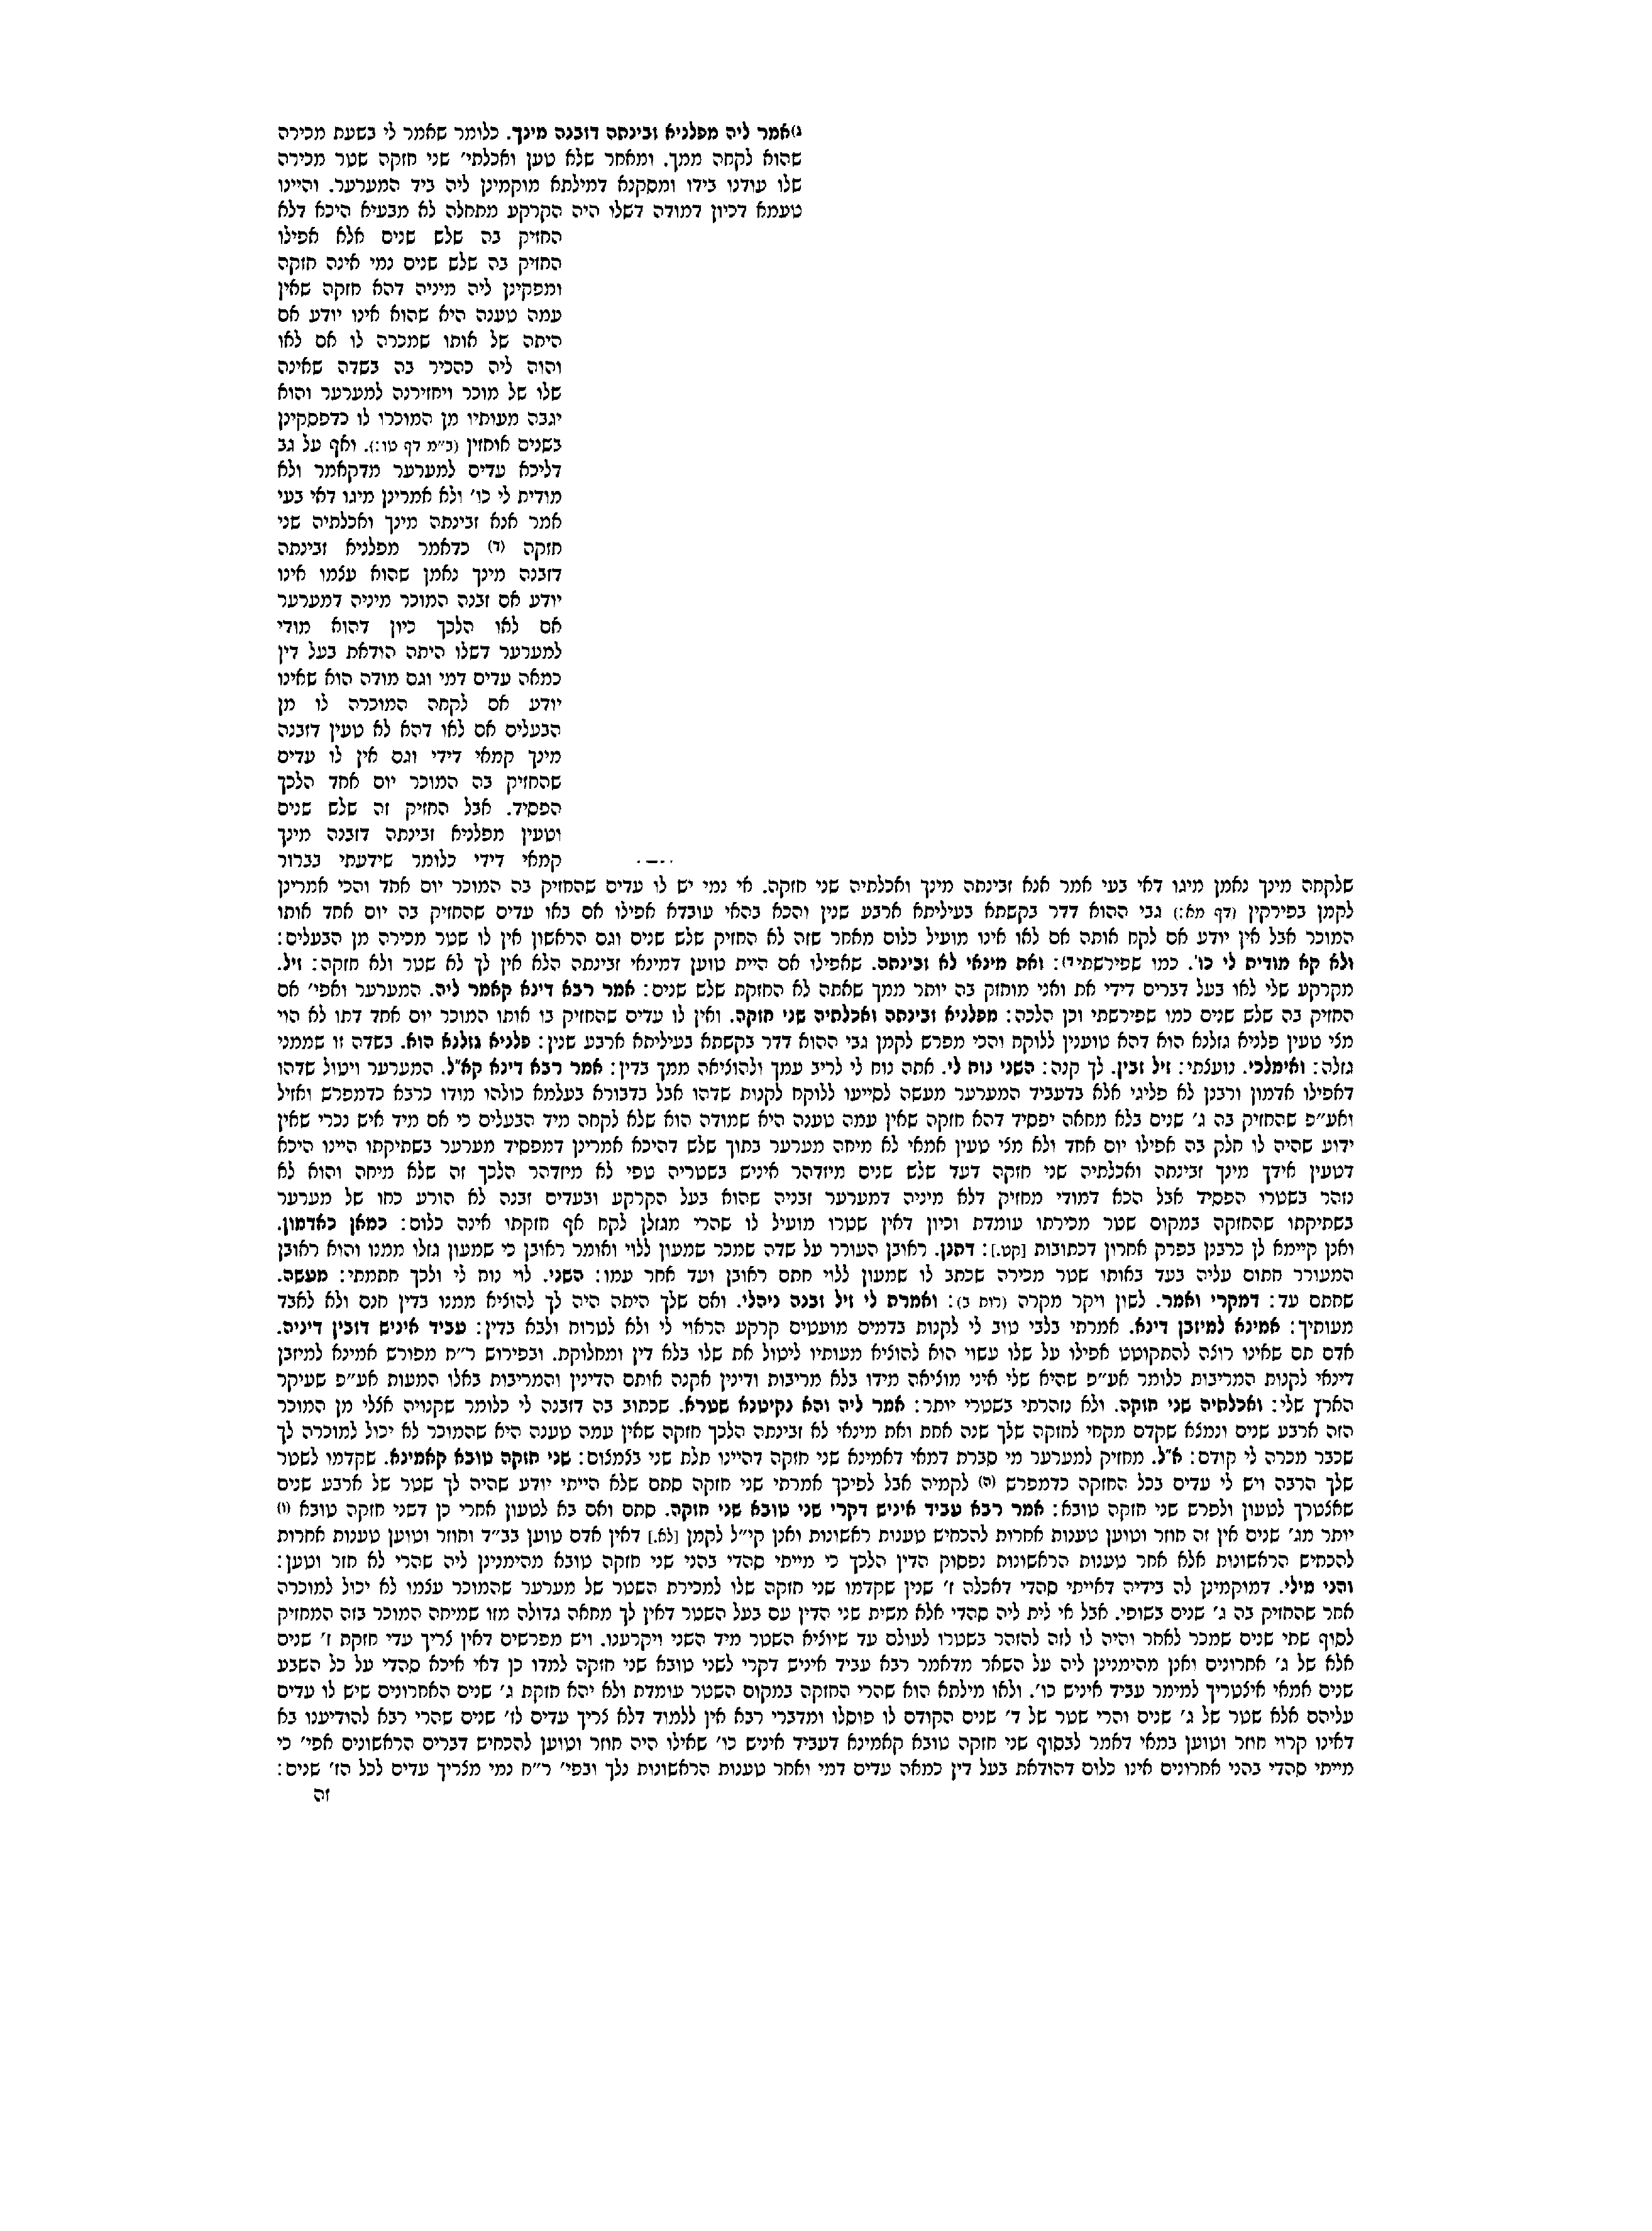 ג)אמר ליה מפלניא זבינתה דזבנה מינך. כלומר שאמר לי בשעת מכירה
שהוא לקחה ממך. ומאחר שלא טען ואכלתי' שני חזקה שטר מכירה
שלו עודנו בידו ומסקנא דמילתא מוקמינן ליה ביד המערער. והיינו
טעמא דכיון דמודה דשלו היה הקרקע מתחלה לא מבעיא היכא דלא
החזיק בה שלש שנים אלא אפילו
החזיק בה שלש שנים נמי אינה חזקה
ומפקינן ליה מיניה דהא חזקה שאין
עמה טענה היא שהוא אינו יודע אם
היתה של אותו שמכרה לו אם לאו
והוה ליה כהכיר בה בשדה שאינה
שלו של מוכר ויחזירנה למערער והוא
יגבה מעותיו מן המוכרו לו כדפסקינן
בשנים אוחזין (ב"מ דף טו:). ואף על גב
דליכא עדים למערער מדקאמר ולא
מודית לי כו' ולא אמרינן מיגו דאי בעי
אמר אנא זבינתה מינך ואכלתיה שני
חזקה (ד) כדאמר מפלניא זבינתה
דזבנה מינך נאמן שהוא עצמו אינו
יודע אם זבנה המוכר מיניה דמערער
אם לאו הלכך כיון דהוא מודי
למערער דשלו היתה הודאת בעל דין
כמאה עדים דמי וגם מודה הוא שאינו
יודע אם לקחה המוכרה לו מן
הבעלים אם לאו דהא לא טעין דזבנה
מינך קמאי דידי וגם אין לו עדים
שהחזיק בה המוכר יום אחד הלכך
הפסיד. אבל החזיק זה שלש שנים
וטעין מפלניא זבינתה דזבנה מינך
קמאי דידי כלומר שידעתי בברור
שלקחה מינך נאמן מיגו דאי בעי אמר אנא זבינתה מינך ואכלתיה שני חזקה. אי נמי יש לו עדים שהחזיק בה המוכר יום אחד והכי אמרינן
לקמן בפירקין (דף מא:) גבי ההוא דדר בקשתא בעיליתא ארבע שנין והכא בהאי עובדא אפילו אם באו עדים שהחזיק בה יום אחד אותו
המוכר אבל אין יודע אם לקח אותה אם לאו אינו מועיל כלום מאחר שזה לא החזיק שלש שנים וגם הראשון אין לו שטר מכירה מן הבעלים:
ולא קא מודית לי כו'. כמו שפירשתיד): ואת מינאי לא זבינתה. שאפילו אם היית טוען דמינאי זבינתה הלא אין לך לא שטר ולא חזקה: זיל.
מקרקע שלי לאו בעל דברים דידי את ואני מוחזק בה יותר ממך שאתה לא החזקת שלש שנים: אמר רבא דינא קאמר ליה. המערער ואפי' אם
החזיק בה שלש שנים כמו שפירשתי וכן הלכה: מפלניא זבינתה ואכלתיה שני חזקה. ואין לו עדים שהחזיק בו אותו המוכר יום אחד דתו לא הוי
מצי טעין פלניא גזלנא הוא דהא טוענין ללוקח והכי מפרש לקמן גבי ההוא דדר בקשתא בעיליתא ארבע שנין: פלניא גזלנא הוא. בשדה זו שממני
גזלה: ואימלכי. נועצתי: זיל זבין. לך קנה: השני נוח לי. אתה נוח לי לריב עמך ולהוציאה ממך בדין: אמר רבא דינא קא"ל. המערער ויטול שדהו
דאפילו אדמון ורבנן לא פליגי אלא בדעביד המערער מעשה לסייעו ללוקח לקנות שדהו אבל בדבורא בעלמא כולהו מודו כרבא כדמפרש ואזיל
ואע"פ שהחזיק בה ג' שנים בלא מחאה יפסיד דהא חזקה שאין עמה טענה היא שמודה הוא שלא לקחה מיד הבעלים כי אם מיד איש נכרי שאין
ידוע שהיה לו חלק בה אפילו יום אחד ולא מצי טעין אמאי לא מיחה מערער בתוך שלש דהיכא אמרינן דמפסיד מערער בשתיקתו היינו היכא
דטעין אידך מינך זבינתה ואכלתיה שני חזקה דעד שלש שנים מיזדהר איניש בשטריה טפי לא מיזדהר הלכך זה שלא מיחה והוא לא
נזהר בשטרו הפסיד אבל הכא דמודי מחזיק דלא מיניה דמערער זבניה שהוא בעל הקרקע ובעדים זבנה לא הורע כחו של מערער
בשתיקתו שהחזקה במקום שטר מכירתו עומדת וכיון דאין שטרו מועיל לו שהרי מגזלן לקח אף חזקתו אינה כלום: כמאן כאדמון.
ואנן קיימא לן כרבנן בפרק אחרון דכתובות [קט.]: דתנן. ראובן העורר על שדה שמכר שמעון ללוי ואומר ראובן כי שמעון גזלו ממנו והוא ראובן
המעורר חתום עליה בעד באותו שטר מכירה שכתב לו שמעון ללוי חתם ראובן ועד אחר עמו: השני. לוי נוח לי ולכך חתמתי: מעשה.
שחתם עד: דמקרי ואמר. לשון ויקר מקרה (רות ב): ואמרת לי זיל זבנה ניהלי. ואם שלך היתה היה לך להוציא ממנו בדין חנם ולא לאבד
מעותיך: אמינא למיזבן דינא. אמרתי בלבי טוב לי לקנות בדמים מועטים קרקע הראוי לי ולא לטרוח ולבא בדין: עביד איניש דזבין דיניה.
אדם תם שאינו רוצה להתקוטט אפילו על שלו עשוי הוא להוציא מעותיו ליטול את שלו בלא דין ומחלוקת. ובפירוש ר"ח מפורש אמינא למיזבן
דינאי לקנות המריבות כלומר אע"פ שהיא שלי איני מוציאה מידו בלא מריבות ודינין אקנה אותם הדינין והמריבות באלו המעות אע"פ שעיקר
הארץ שלי: ואכלתיה שני חזקה. ולא נזהרתי בשטרי יותר: אמר ליה והא נקיטנא שטרא. שכתוב בה דזבנה לי כלומר שקנויה אצלי מן המוכר
הזה ארבע שנים ונמצא שקדם מקחי לחזקה שלך שנה אחת ואת מינאי לא זבינתה הלכך חזקה שאין עמה טענה היא שהמוכר לא יכול למוכרה לך
שכבר מכרה לי קודם: א"ל. מחזיק למערער מי סברת דמאי דאמינא שני חזקה דהיינו תלת שני בצמצום: שני חזקה טובא קאמינא. שקדמו לשטר
שלך הרבה ויש לי עדים בכל החזקה כדמפרש (ה) לקמיה אבל לפיכך אמרתי שני חזקה סתם שלא הייתי יודע שהיה לך שטר של ארבע שנים
שאצטרך לטעון ולפרש שני חזקה טובא: אמר רבא עביד איניש דקרי שני טובא שני חזקה. סתם ואם בא לטעון אחרי כן דשני חזקה טובא (ו)
יותר מג' שנים אין זה חוזר וטוען טענות אחרות להכחיש טענות ראשונות ואנן קי"ל לקמן [לא.] דאין אדם טוען בב"ד וחוזר וטוען טענות אחרות
להכחיש הראשונות אלא אחר טענות הראשונות נפסוק הדין הלכך כי מייתי סהדי בהני שני חזקה טובא מהימנינן ליה שהרי לא חזר וטען:
והני מילי. דמוקמינן לה בידיה דאייתי סהדי דאכלה ז' שנין שקדמו שני חזקה שלו למכירת השטר של מערער שהמוכר עצמו לא יכול למוכרה
אחר שהחזיק בה ג' שנים בשופי. אבל אי לית ליה סהדי אלא משית שני הדין עם בעל השטר דאין לך מחאה גדולה מזו שמיחה המוכר בזה המחזיק
לסוף שתי שנים שמכר לאחר והיה לו לזה להזהר בשטרו לעולם עד שיוציא השטר מיד השני ויקרענו. ויש מפרשים דאין צריך עדי חזקת ז' שנים
אלא של ג' אחרונים ואנן מהימנינן ליה על השאר מדאמר רבא עביד איניש דקרי לשני טובא שני חזקה למדו כן דאי איכא סהדי על כל השבע
שנים אמאי איצטריך למימר עביד איניש כו'. ולאו מילתא הוא שהרי החזקה במקום השטר עומדת ולא יהא חזקת ג' שנים האחרונים שיש לו עדים
עליהם אלא שטר של ג' שנים והרי שטר של ד' שנים הקודם לו פוסלו ומדברי רבא אין ללמוד דלא צריך עדים לז' שנים שהרי רבא להודיענו בא
דאינו קרוי חוזר וטוען במאי דאמר לבסוף שני חזקה טובא קאמינא דעביד איניש כו' שאילו היה חוזר וטוען להכחיש דברים הראשונים אפי' כי
מייתי סהדי בהני אחרונים אינו כלום דהודאת בעל דין כמאה עדים דמי ואחר טענות הראשונות נלך ובפי' ר"ח נמי מצריך עדים לכל הז' שנים:
זה